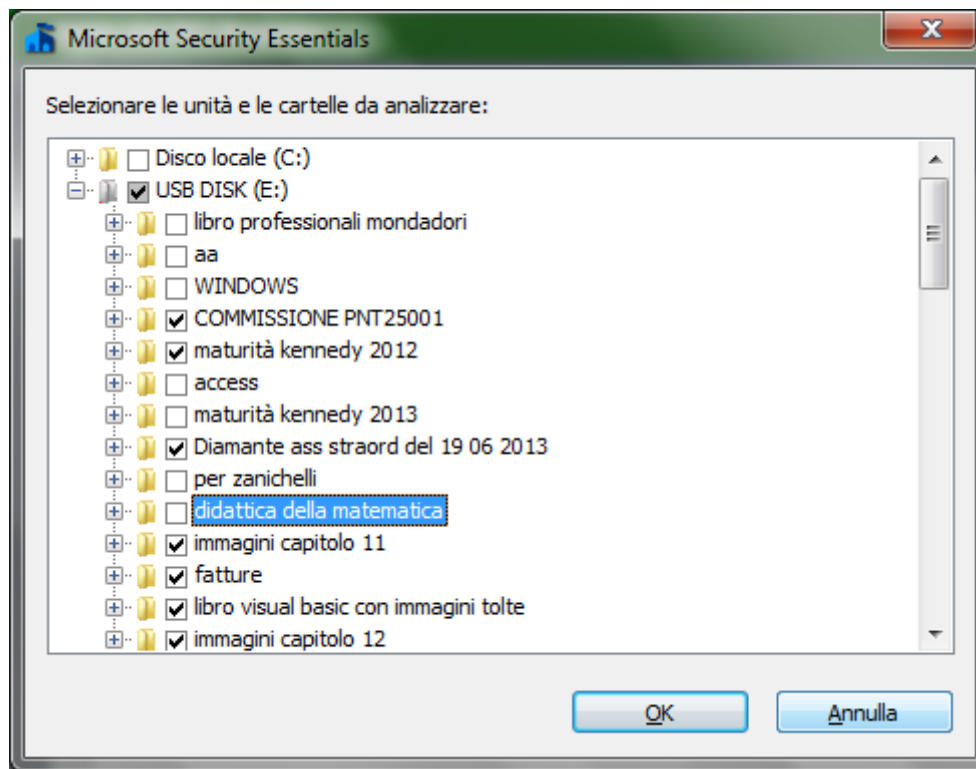 Microsoft Security Essentials
Selezionare le unità e le cartelle da analizzare:
Disco locale (C:)
USB DISK (E:)
libro professionali mondadori
aa
WINDOWS
COMMISSIONE PNT25001
maturità kennedy 2012
access
maturità kennedy 2013
Diamante ass straord del 19 06 2013
per zanichelli
didattica della matematica
immagini capitolo 11
fatture
libro visual basic con immagini tolte
immagini capitolo 12
OK
Annulla